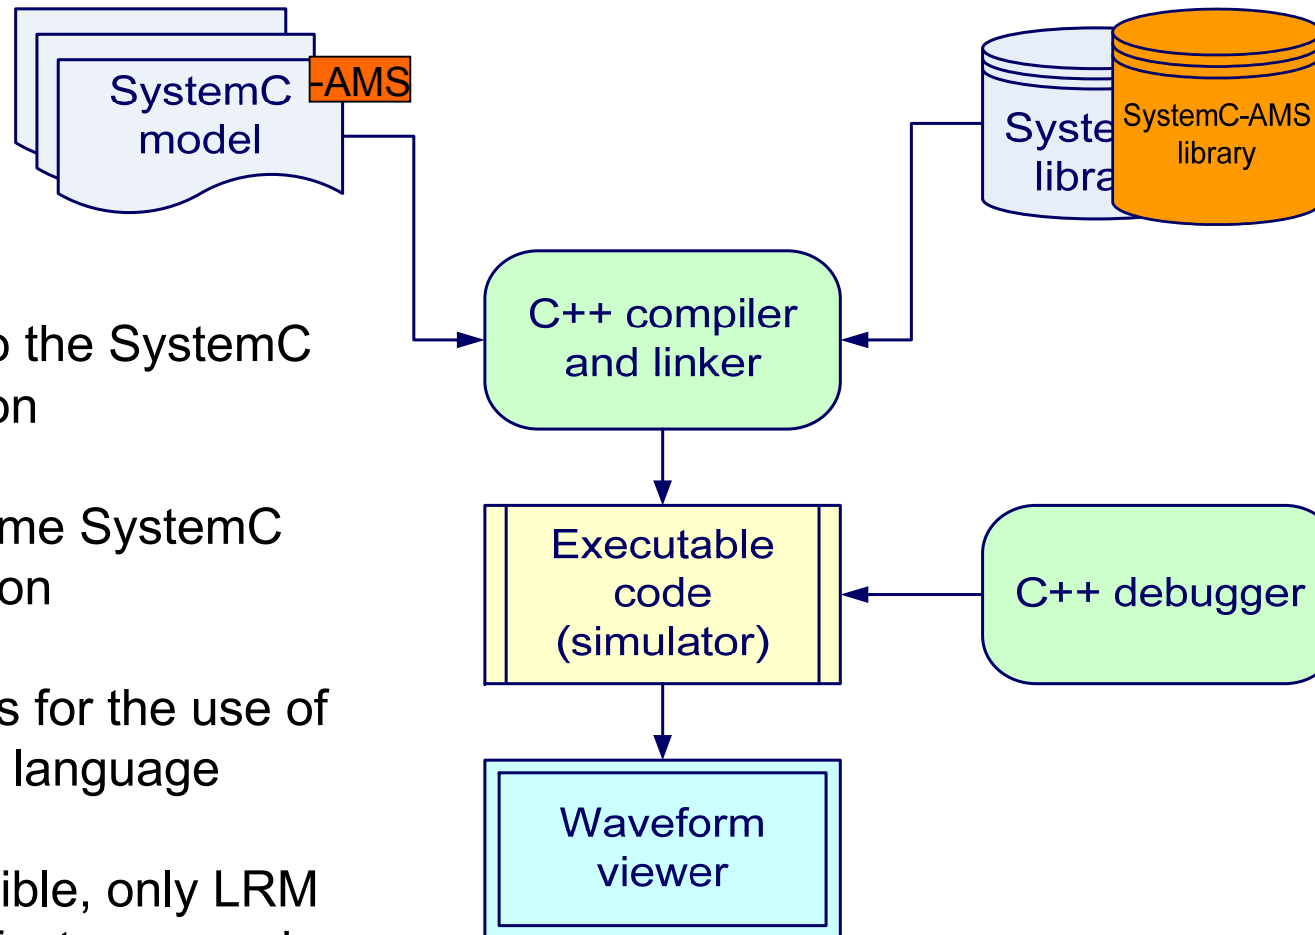 SystemC
model
-AMS
Syste
libra
SystemC-AMS
library
C++ compiler
and linker
the SystemC
on
me SystemC
on
s for the use of
language
ible, only LRM
Executable
code
(simulator)
C++ debugger
Waveform
viewer